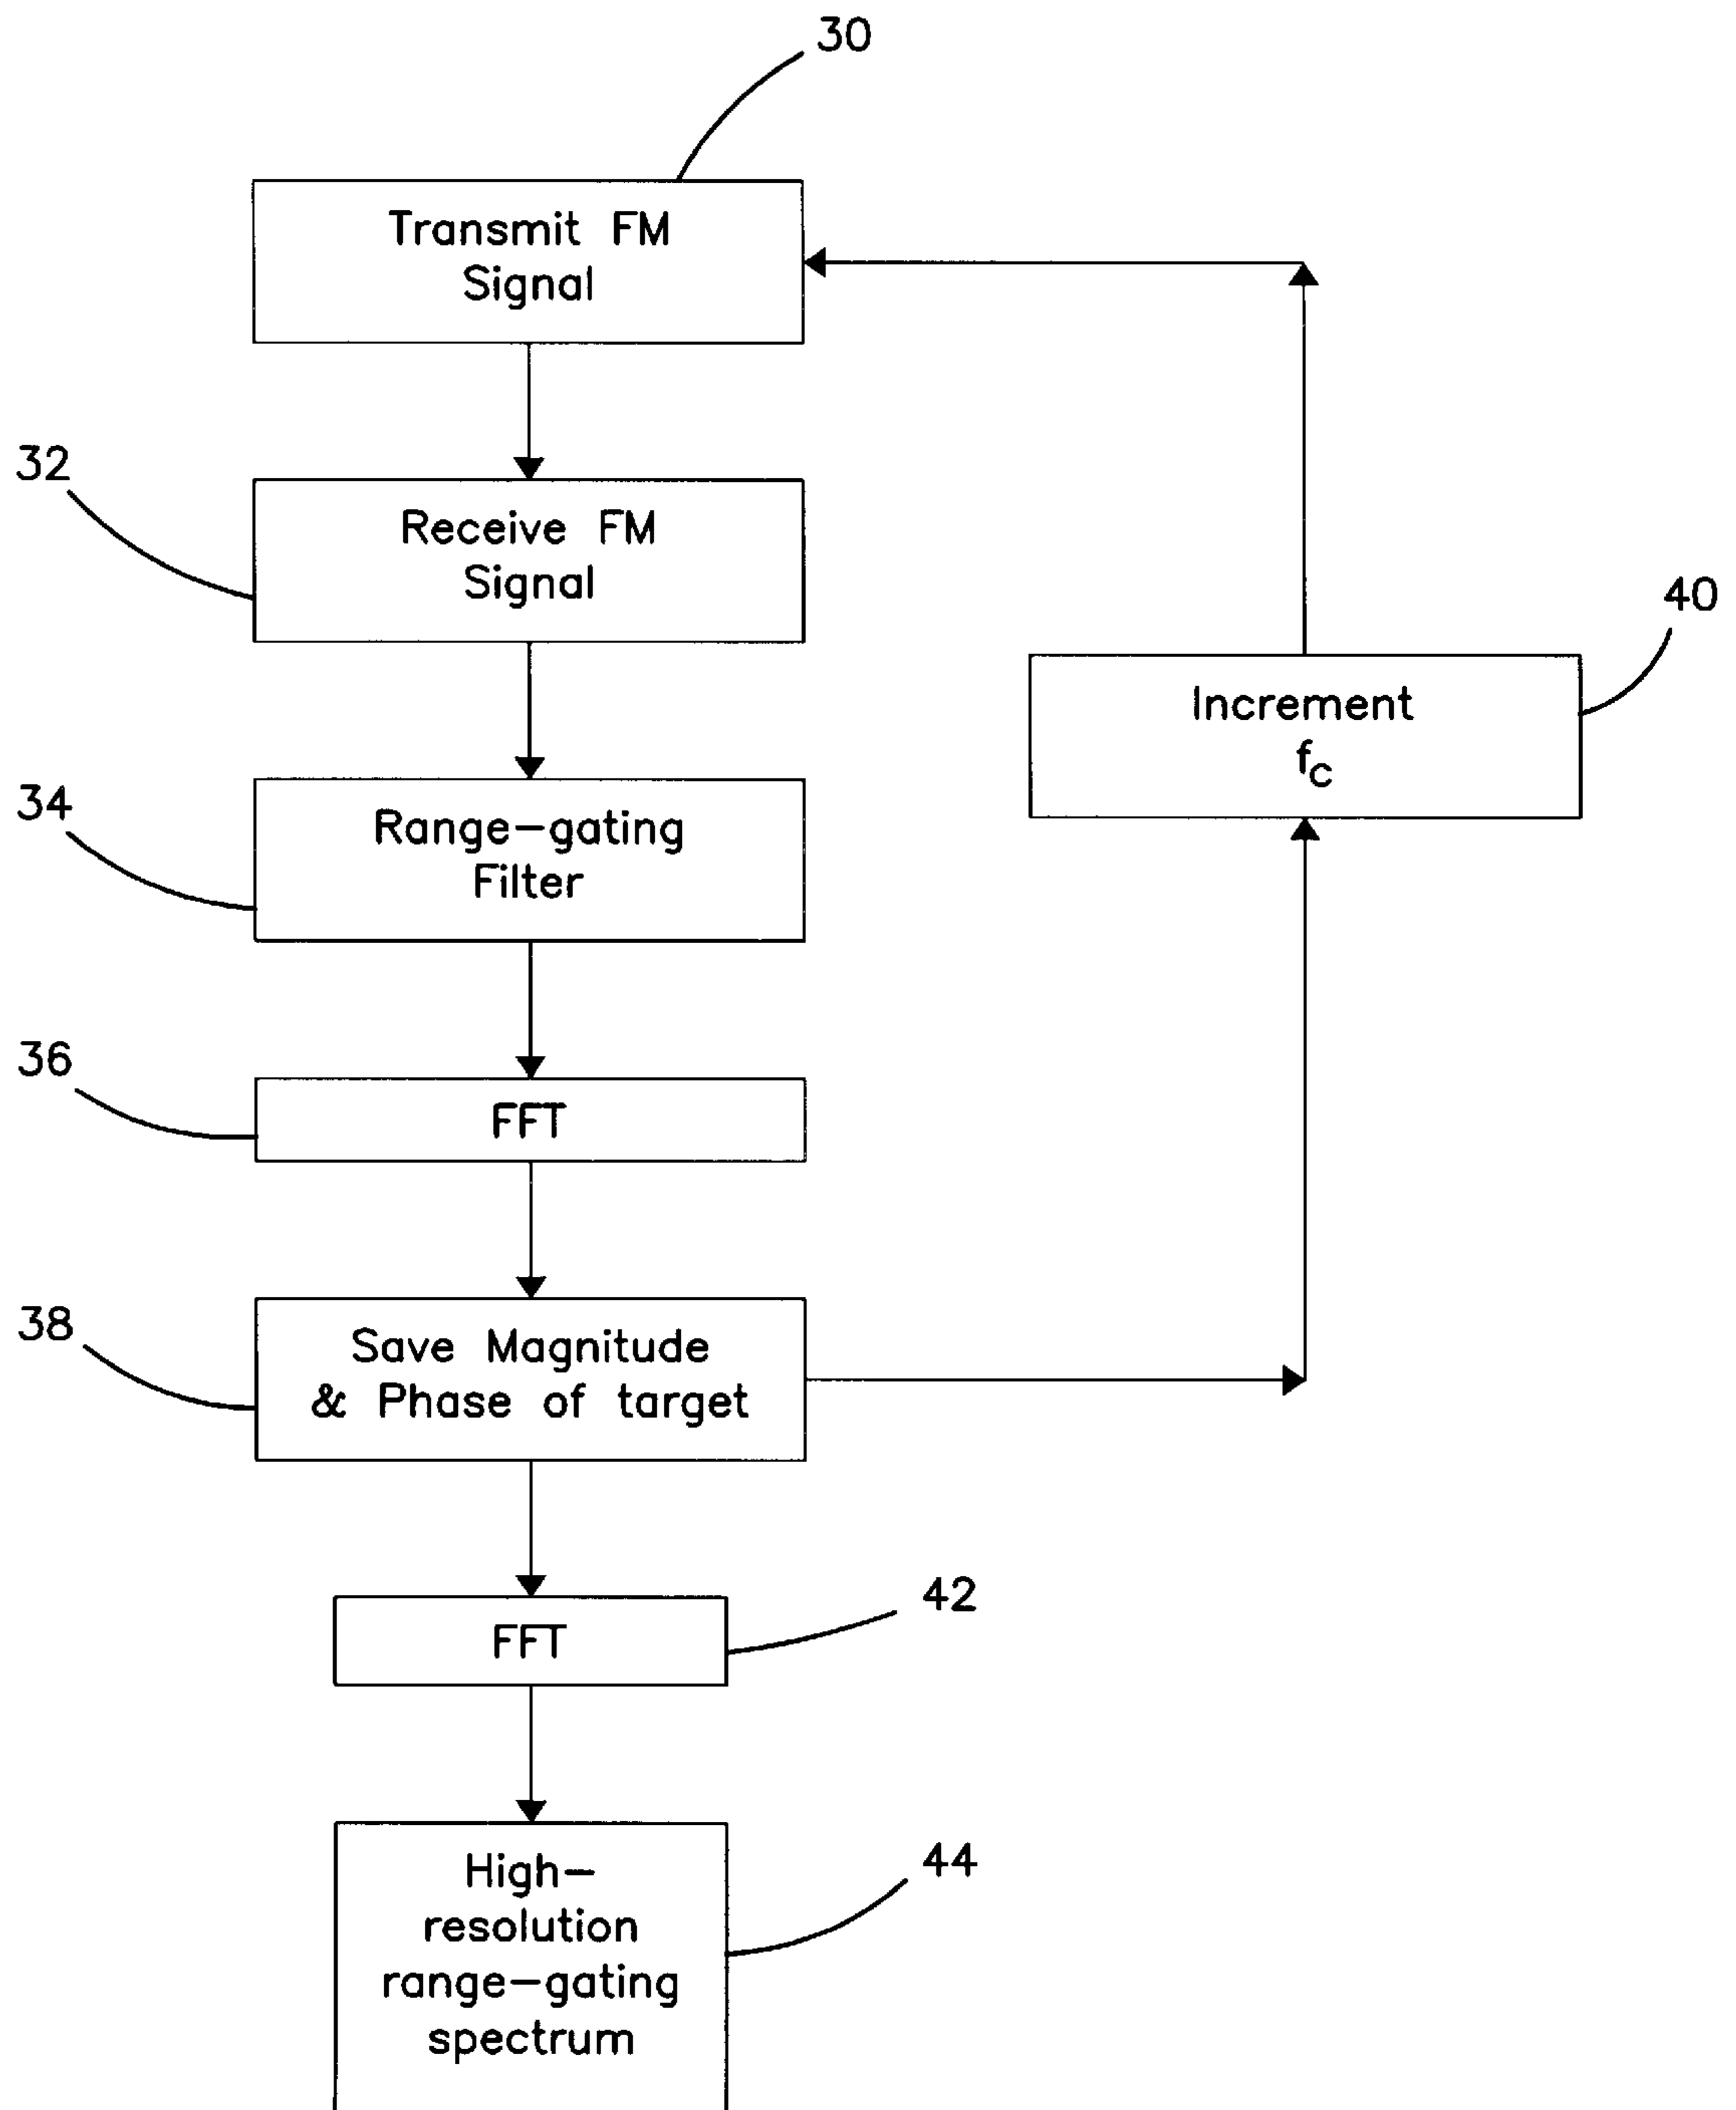 30
Transmit FM
Signal
32
Receive FM
Signal
40
Increment
fc
34
Range-gating
Filter
36
FFT
38
Save Magnitude
& Phase of target
42
FFT
44
High-
resolution
range-gating
spectrum